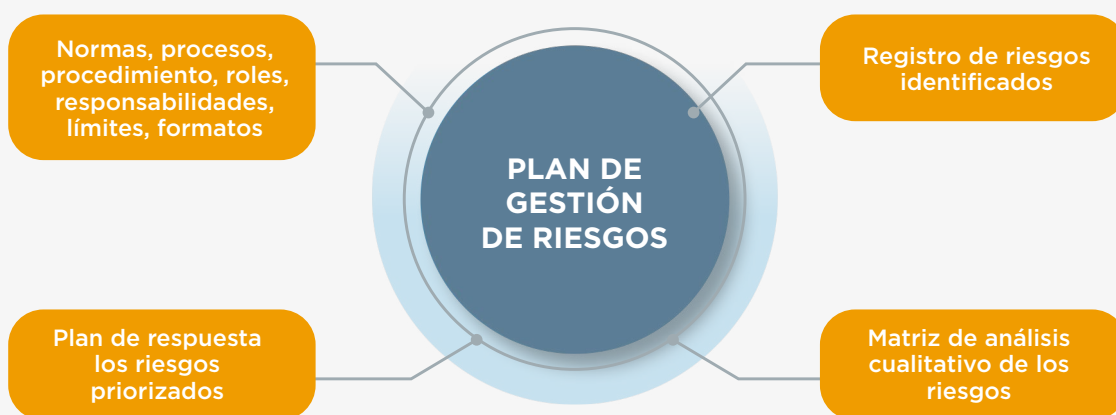 Normas, procesos,
procedimiento, roles,
responsabilidades,
límites, formatos
Registro de riesgos
identificados
PLAN DE
GESTIÓN
DE RIESGOS
Plan de respuesta
los riesgos
priorizados
Matriz de análisis
cualitativo de los
riesgos